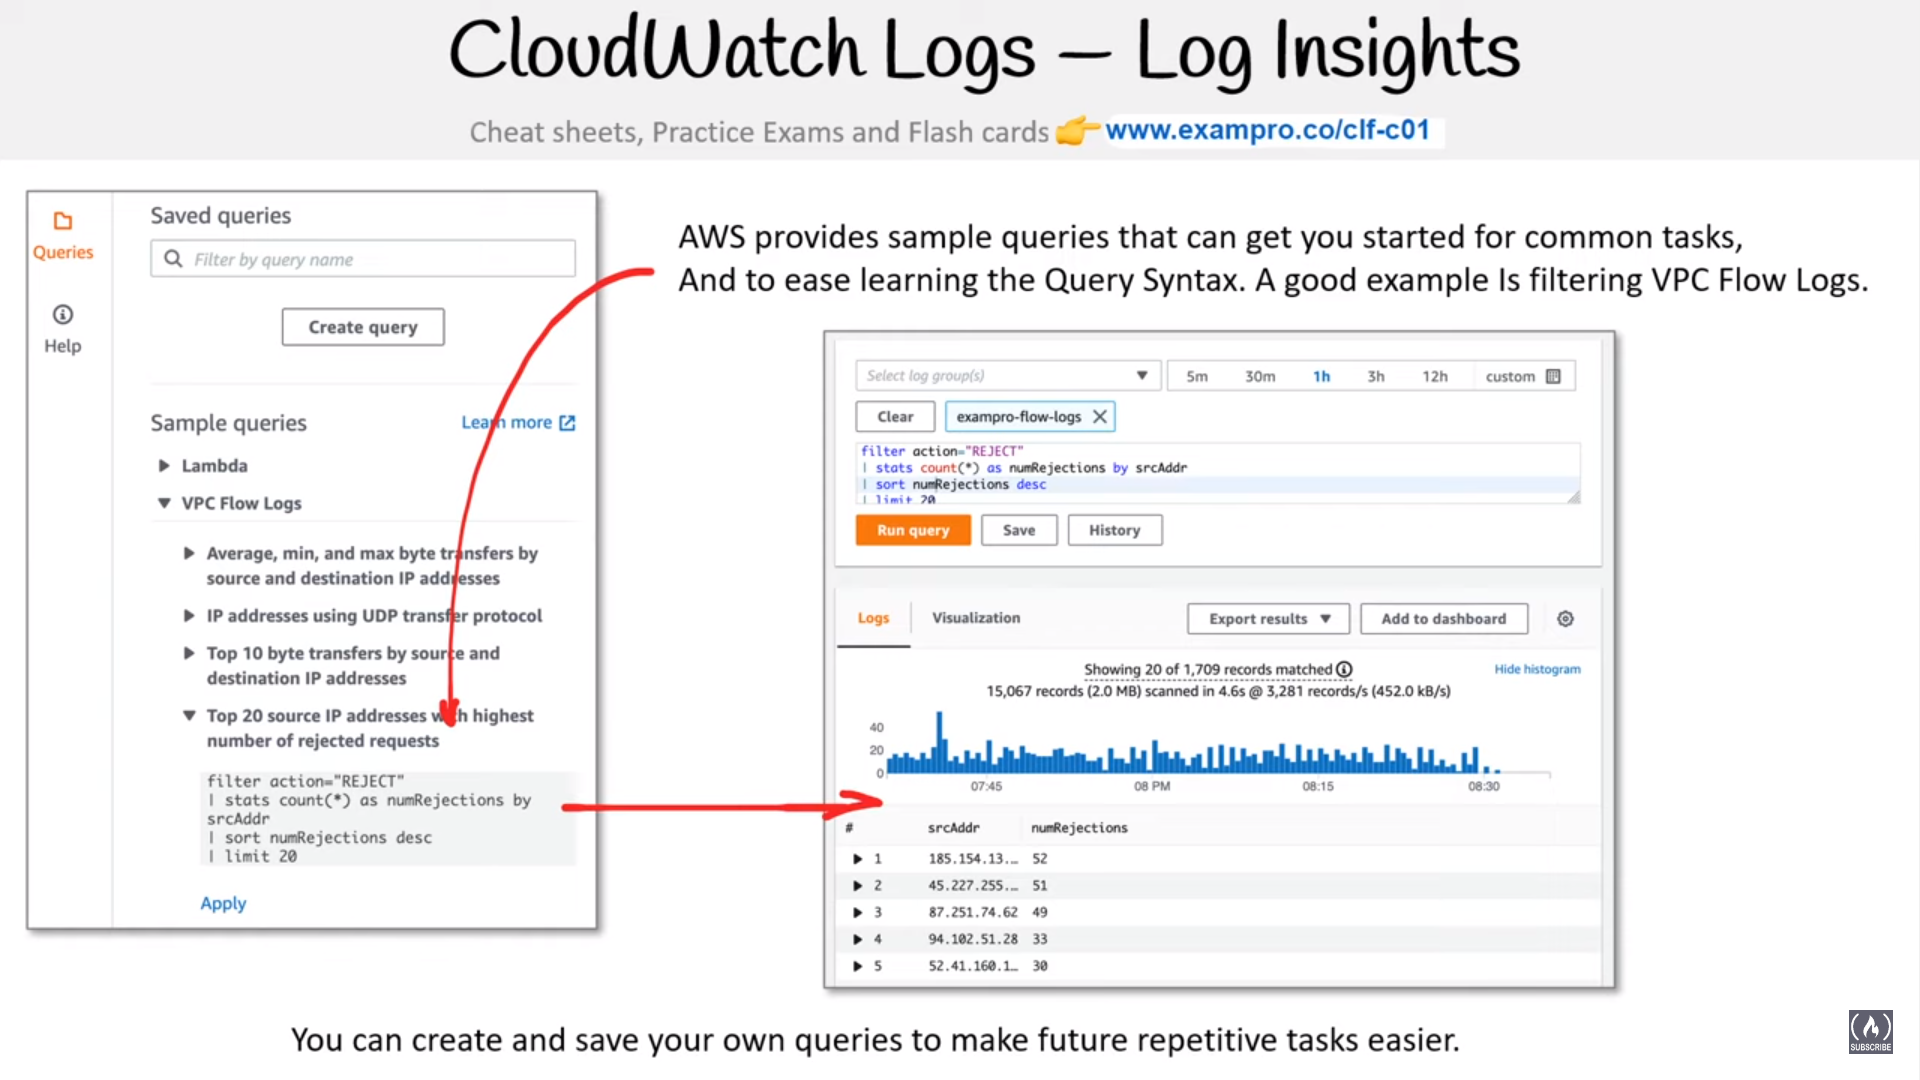 CloudWatch Logs – Log Insights
Cheat sheets, Practice Exams and Flash cards www.exampro.co/clf-c01
Queries
Help
Saved queries
Filter by query name
Create query
Sample queries
Learn more
Lambda
VPC Flow Logs
Average, min, and max byte transfers by
source and destination IP addresses
IP addresses using UDP transfer protocol
Top 10 byte transfers by source and
destination IP addresses
Top 20 source IP addresses with highest
number of rejected requests
filter action="REJECT"
| stats count(*) as numRejections by
srcAddr
| sort numRejections desc
| limit 20
Apply
AWS provides sample queries that can get you started for common tasks,
And to ease learning the Query Syntax. A good example Is filtering VPC Flow Logs.
Select log group(s)
5m 30m 1h 3h 12h custom
Clear exampro-flow-logs
filter action="REJECT"
| stats count(*) as numRejections by srcAddr
| sort numRejections desc
| limit 20
Run query Save History
Logs Visualization Export results Add to dashboard
Showing 20 of 1,709 records matched
Hide histogram
15,067 records (2.0 MB) scanned in 4.6s @ 3,281 records/s (452.0 kB/s)
40
20
0
07:45 08 PM 08:15 08:30
# srcAddr numRejections
1 185.154.13... 52
2 45.227.255... 51
3 87.251.74.62 49
4 94.102.51.28 33
5 52.41.160.1... 30
You can create and save your own queries to make future repetitive tasks easier.
SUBSCRIBE